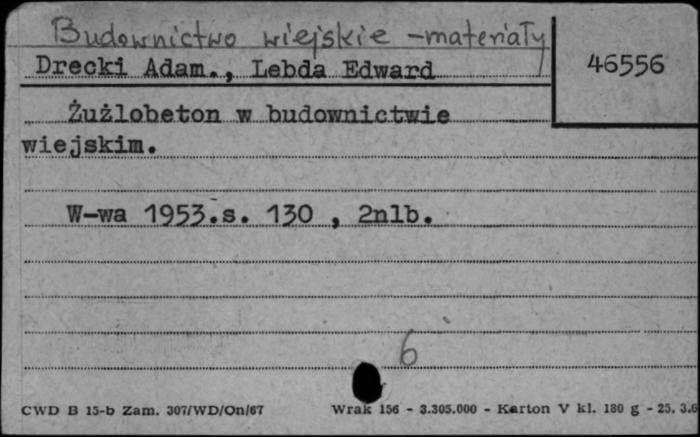 Budownictwo wiejskie - materiały
46556
Drecki Adam., Lebda Edward
Żużlobeton w budownictwie
wiejskim.
W-wa 1953.s. 130 , 2nlb.
6
CWD B 15-b Zam. 307/WD/On/67 Wrak 156 - 3.305.000 - Karton V kl. 180 g - 25. 3.6